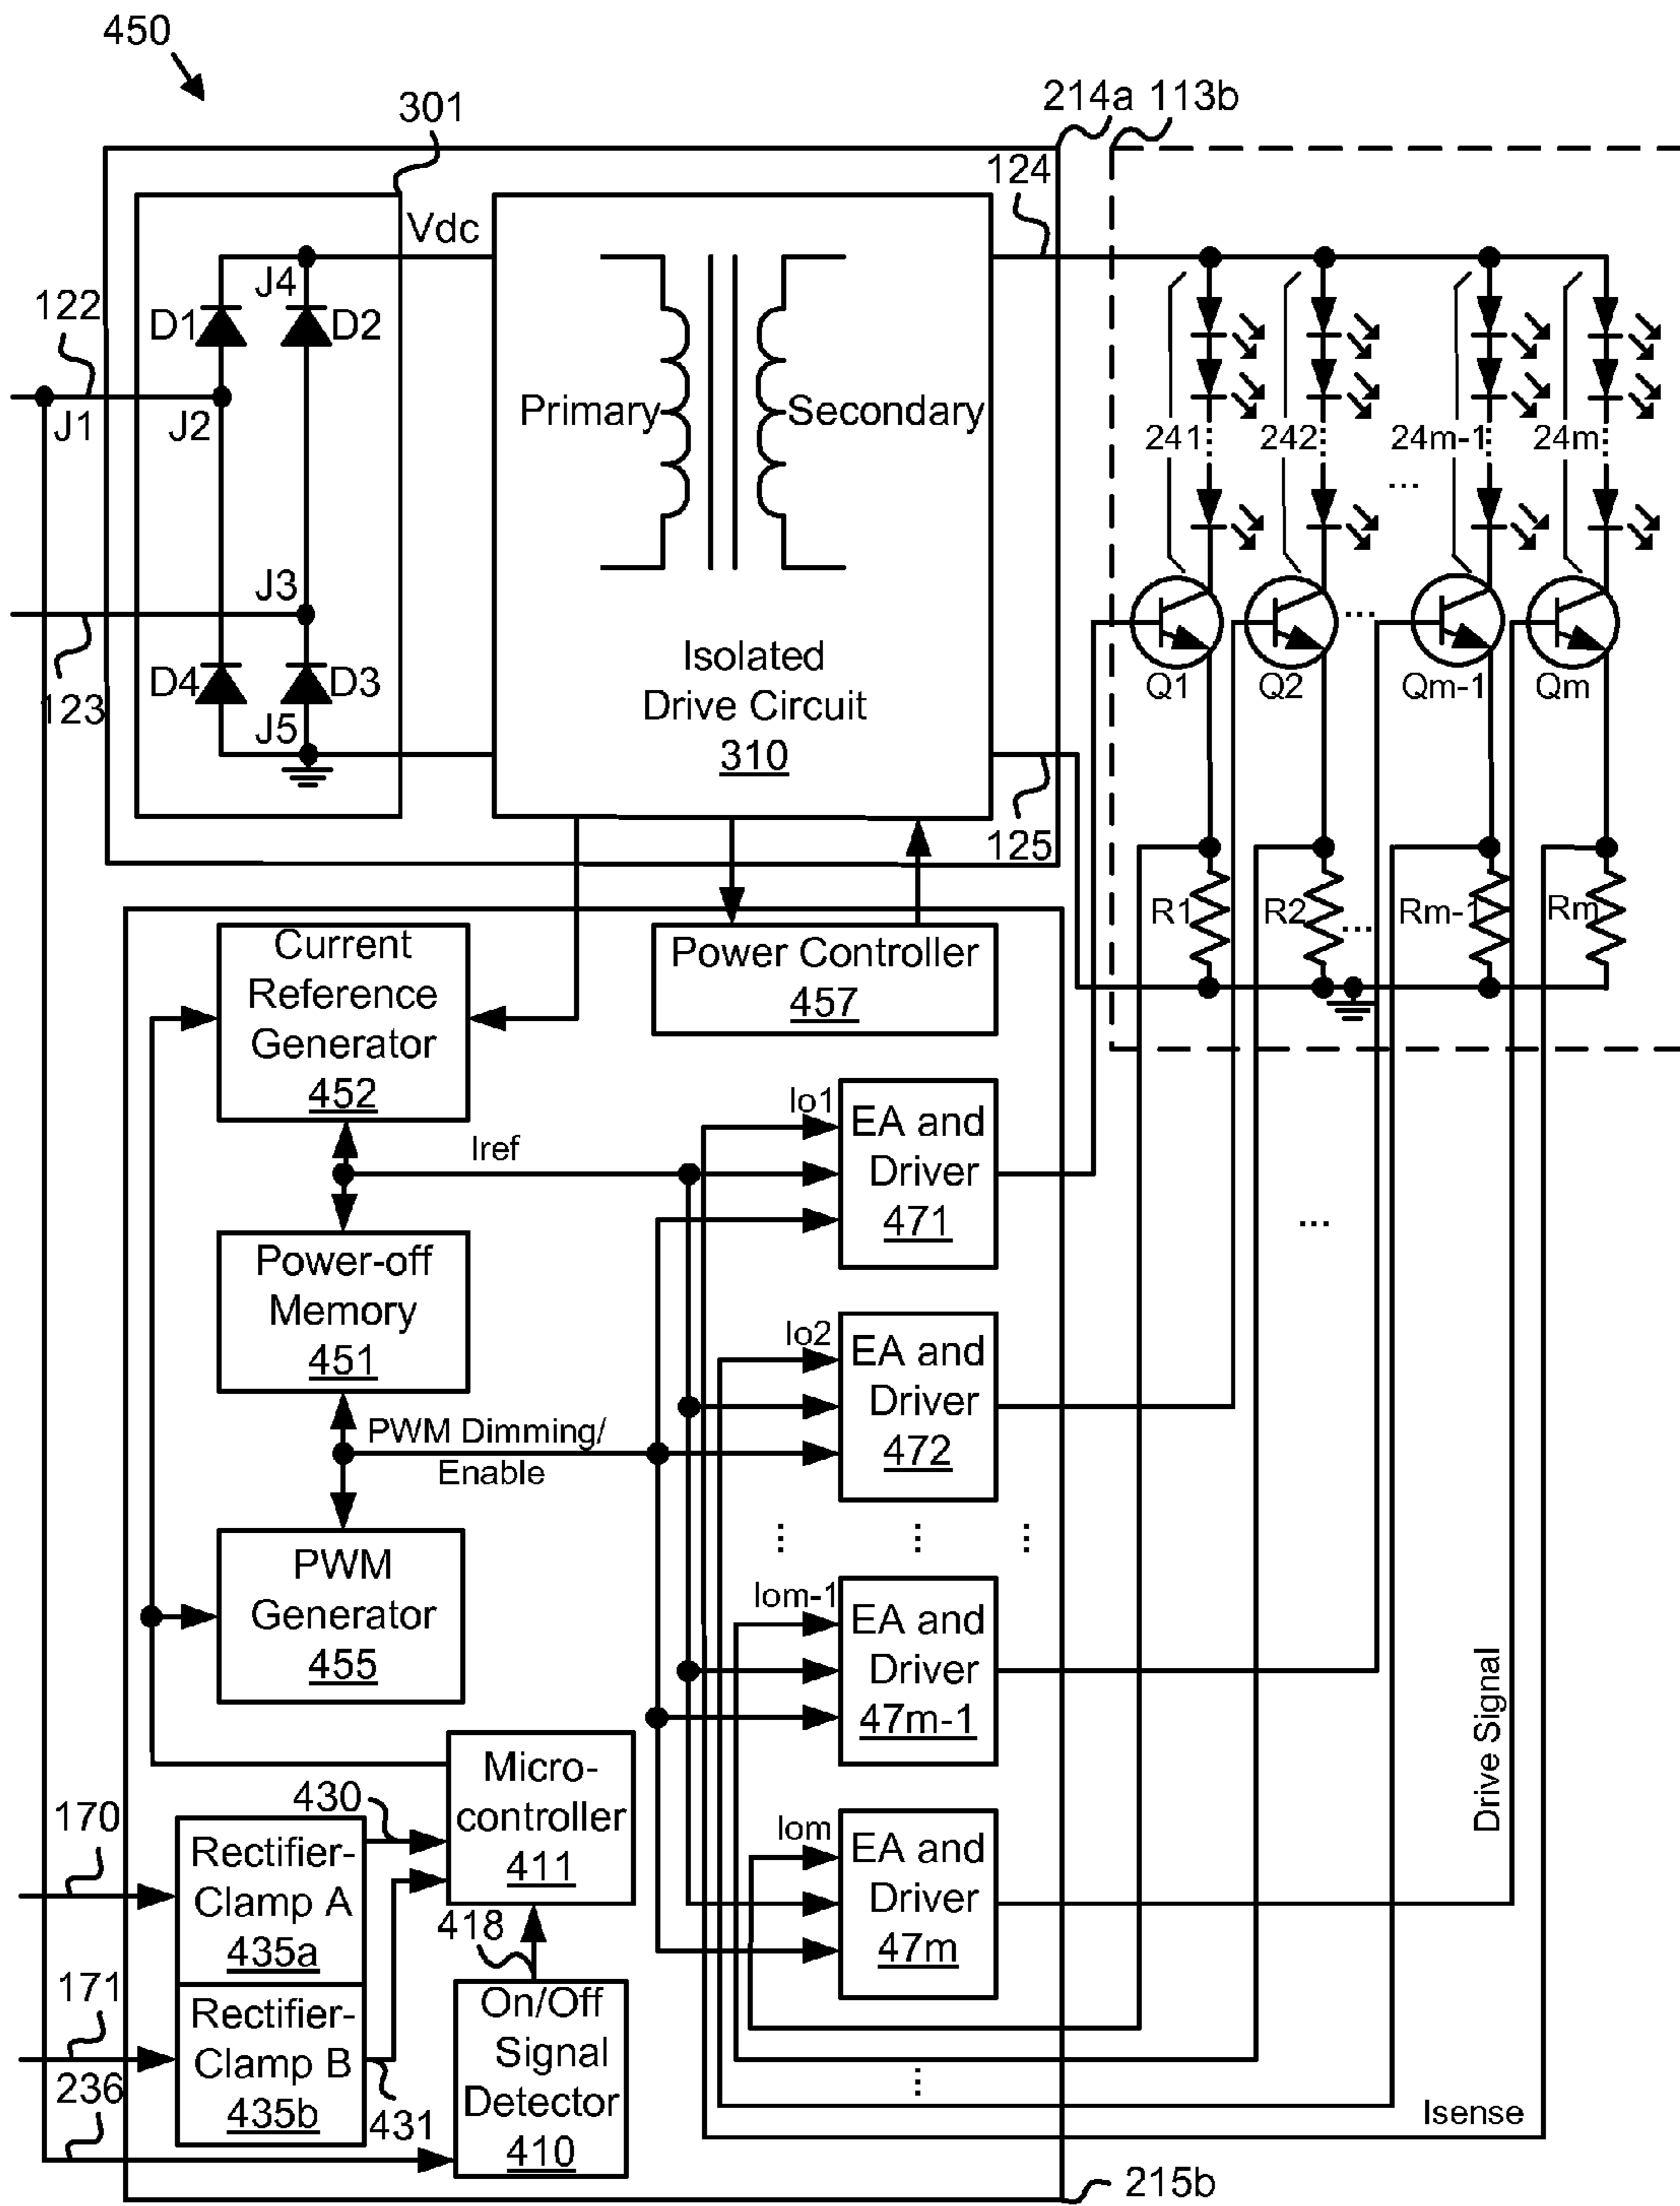 450
301
214a
113b
Vdc
124
J4
122
D1
D2
J1
J2
Primary
Secondary
241
242
24m-1
24m
...
J3
...
Isolated
Drive Circuit
310
D4
D3
123
J5
125
Q1
Q2
Qm-1
Qm
R1
R2
...
Rm-1
Rm
Current
Reference
Generator
452
Power Controller
457
Iref
Io1
EA and
Driver
471
Power-off
Memory
451
...
Io2
EA and
Driver
472
PWM Dimming/
Enable
PWM
Generator
455
Iom-1
EA and
Driver
47m-1
Drive Signal
Micro-
controller
411
430
170
Rectifier-
Clamp A
435a
Iom
EA and
Driver
47m
418
171
Rectifier-
Clamp B
435b
236
431
On/Off
Signal
Detector
410
Isense
215b